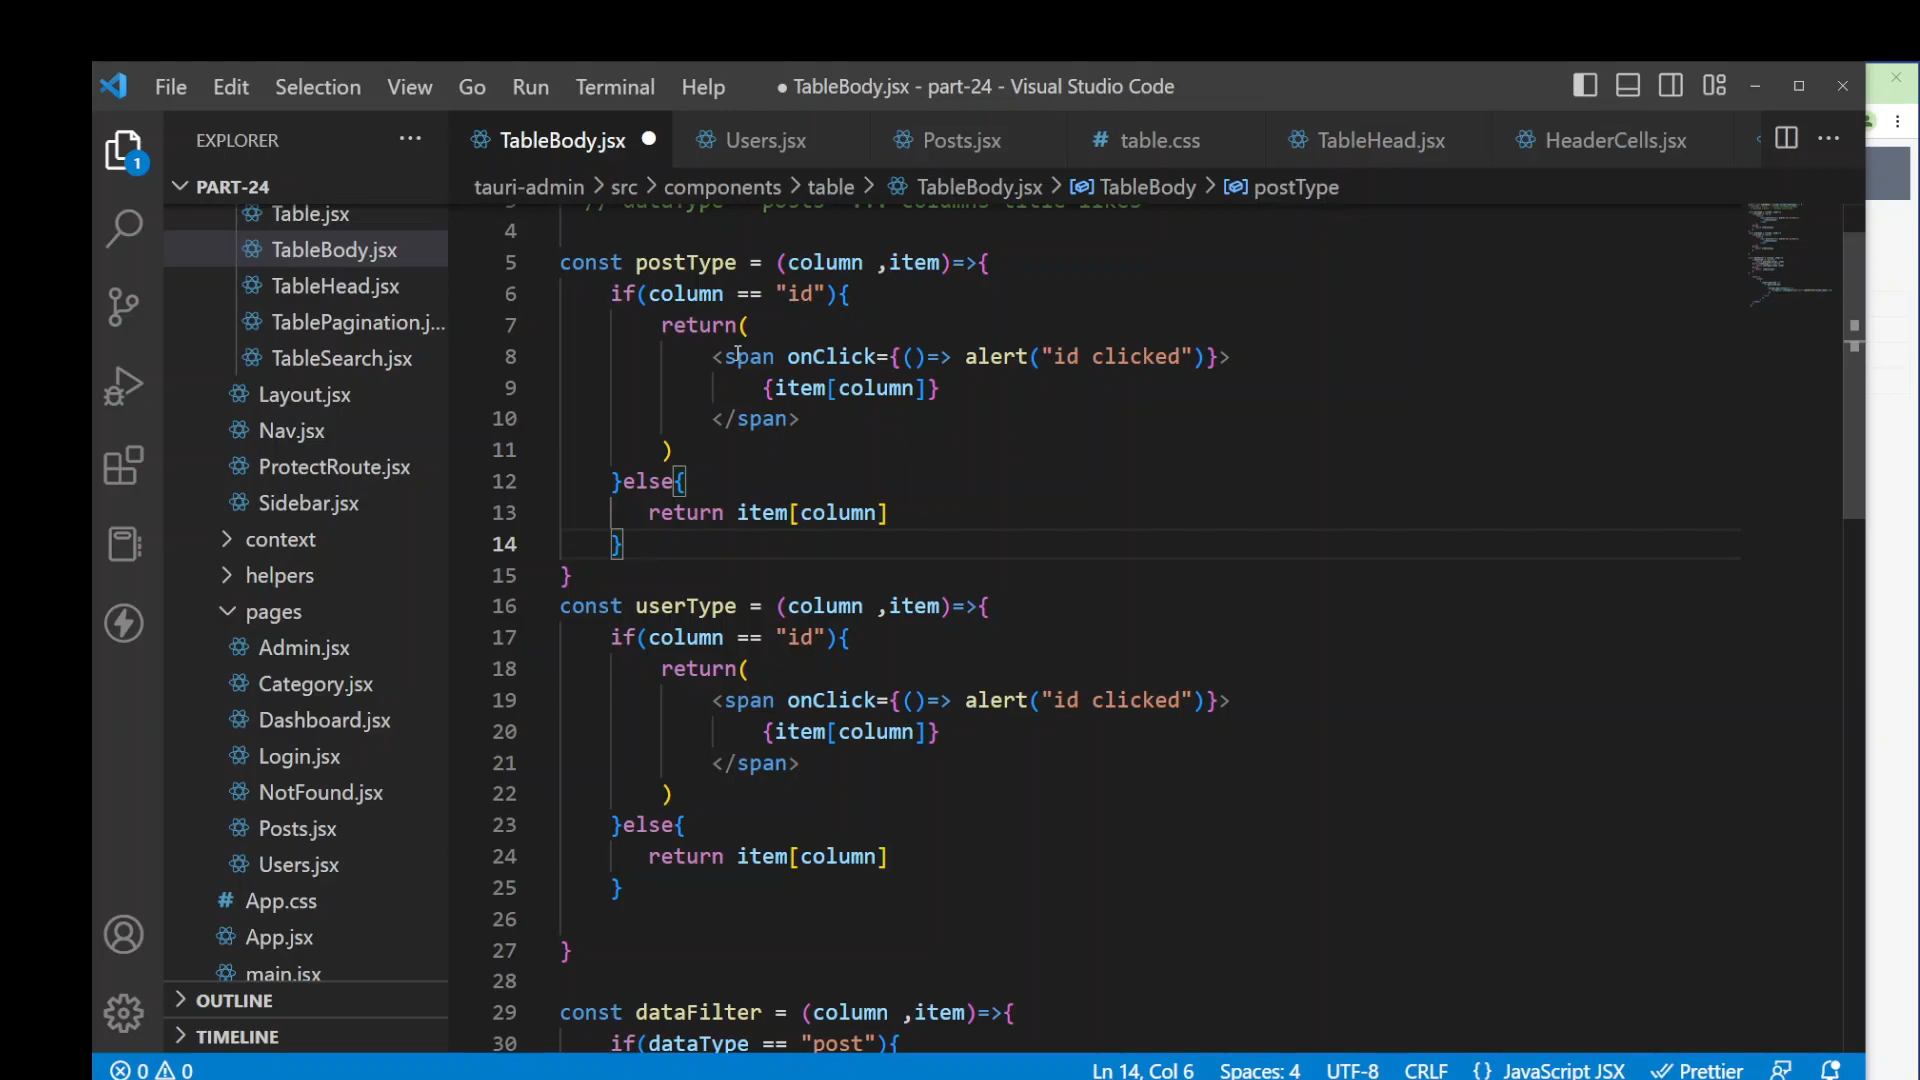 File Edit Selection View Go Run Terminal Help ● TableBody.jsx - part-24 - Visual Studio Code
EXPLORER ...
TableBody.jsx ● Users.jsx Posts.jsx # table.css TableHead.jsx HeaderCells.jsx
1
PART-24
tauri-admin > src > components > table > TableBody.jsx > TableBody > postType
Table.jsx
TableBody.jsx
TableHead.jsx
TablePagination.j...
TableSearch.jsx
Layout.jsx
Nav.jsx
ProtectRoute.jsx
Sidebar.jsx
context
helpers
pages
Admin.jsx
Category.jsx
Dashboard.jsx
Login.jsx
NotFound.jsx
Posts.jsx
Users.jsx
# App.css
App.jsx
main.jsx
OUTLINE
TIMELINE
4
5 const postType = (column ,item)=>{
6 if(column == "id"){
7 return(
8 <span onClick={()=> alert("id clicked")}>
9 {item[column]}
10 </span>
11 )
12 }else{
13 return item[column]
14 }
15 }
16 const userType = (column ,item)=>{
17 if(column == "id"){
18 return(
19 <span onClick={()=> alert("id clicked")}>
20 {item[column]}
21 </span>
22 )
23 }else{
24 return item[column]
25 }
26
27 }
28
29 const dataFilter = (column ,item)=>{
30 if(dataType == "post"){
0 0 Ln 14, Col 6 Spaces: 4 UTF-8 CRLF {} JavaScript JSX Prettier